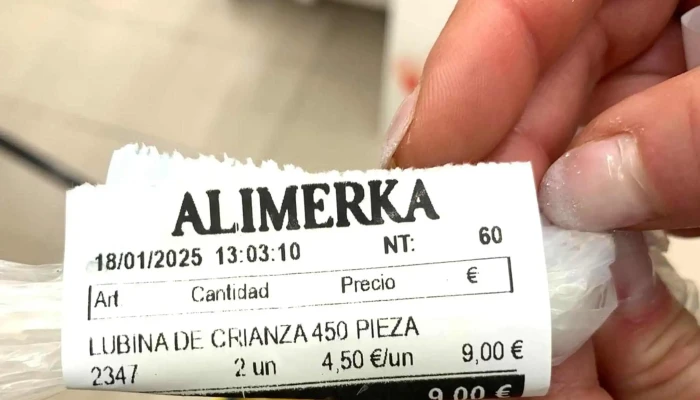 ALIMERKA
18/01/2025 13:03:10 NT: 60
Art Cantidad Precio €
LUBINA DE CRIANZA 450 PIEZA
2347 2 un 4,50 €/un 9,00 €
9,00 €